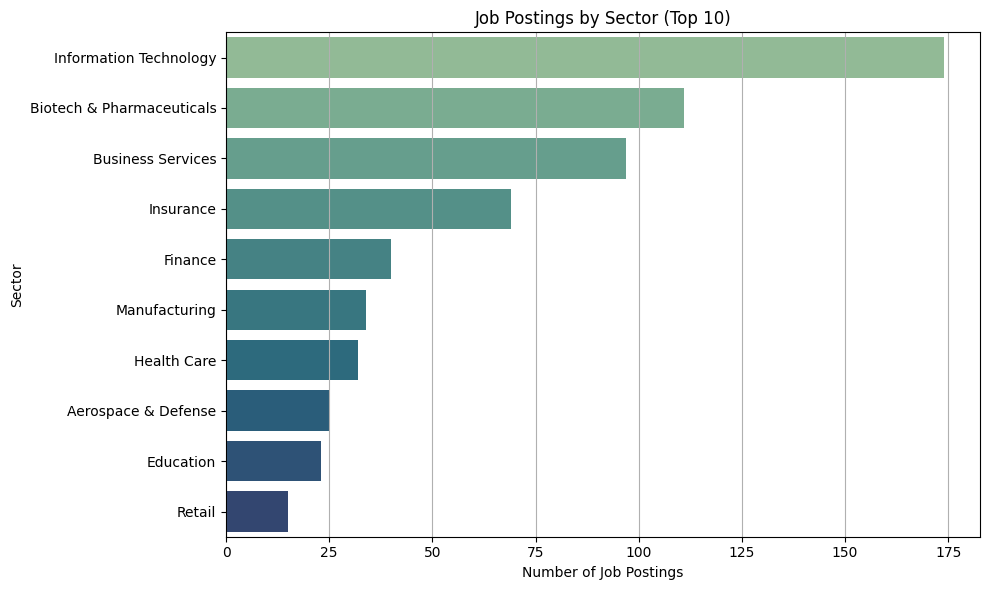 Job Postings by Sector (Top 10)
Information Technology
Biotech & Pharmaceuticals
Business Services
Insurance
Finance
Manufacturing
Health Care
Aerospace & Defense
Education
Retail
Sector
0 25 50 75 100 125 150 175
Number of Job Postings